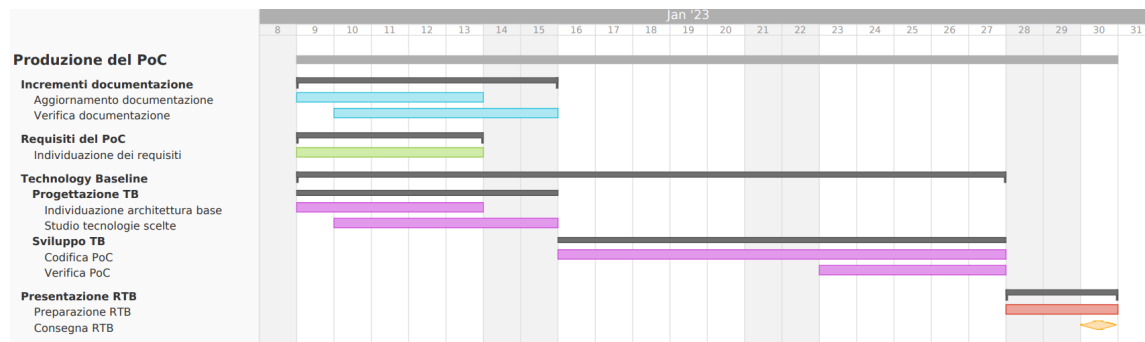 Jan '23
8 9 10 11 12 13 14 15 16 17 18 19 20 21 22 23 24 25 26 27 28 29 30 31
Produzione del PoC
Incrementi documentazione
Aggiornamento documentazione
Verifica documentazione
Requisiti del PoC
Individuazione dei requisiti
Technology Baseline
Progettazione TB
Individuazione architettura base
Studio tecnologie scelte
Sviluppo TB
Codifica PoC
Verifica PoC
Presentazione RTB
Preparazione RTB
Consegna RTB